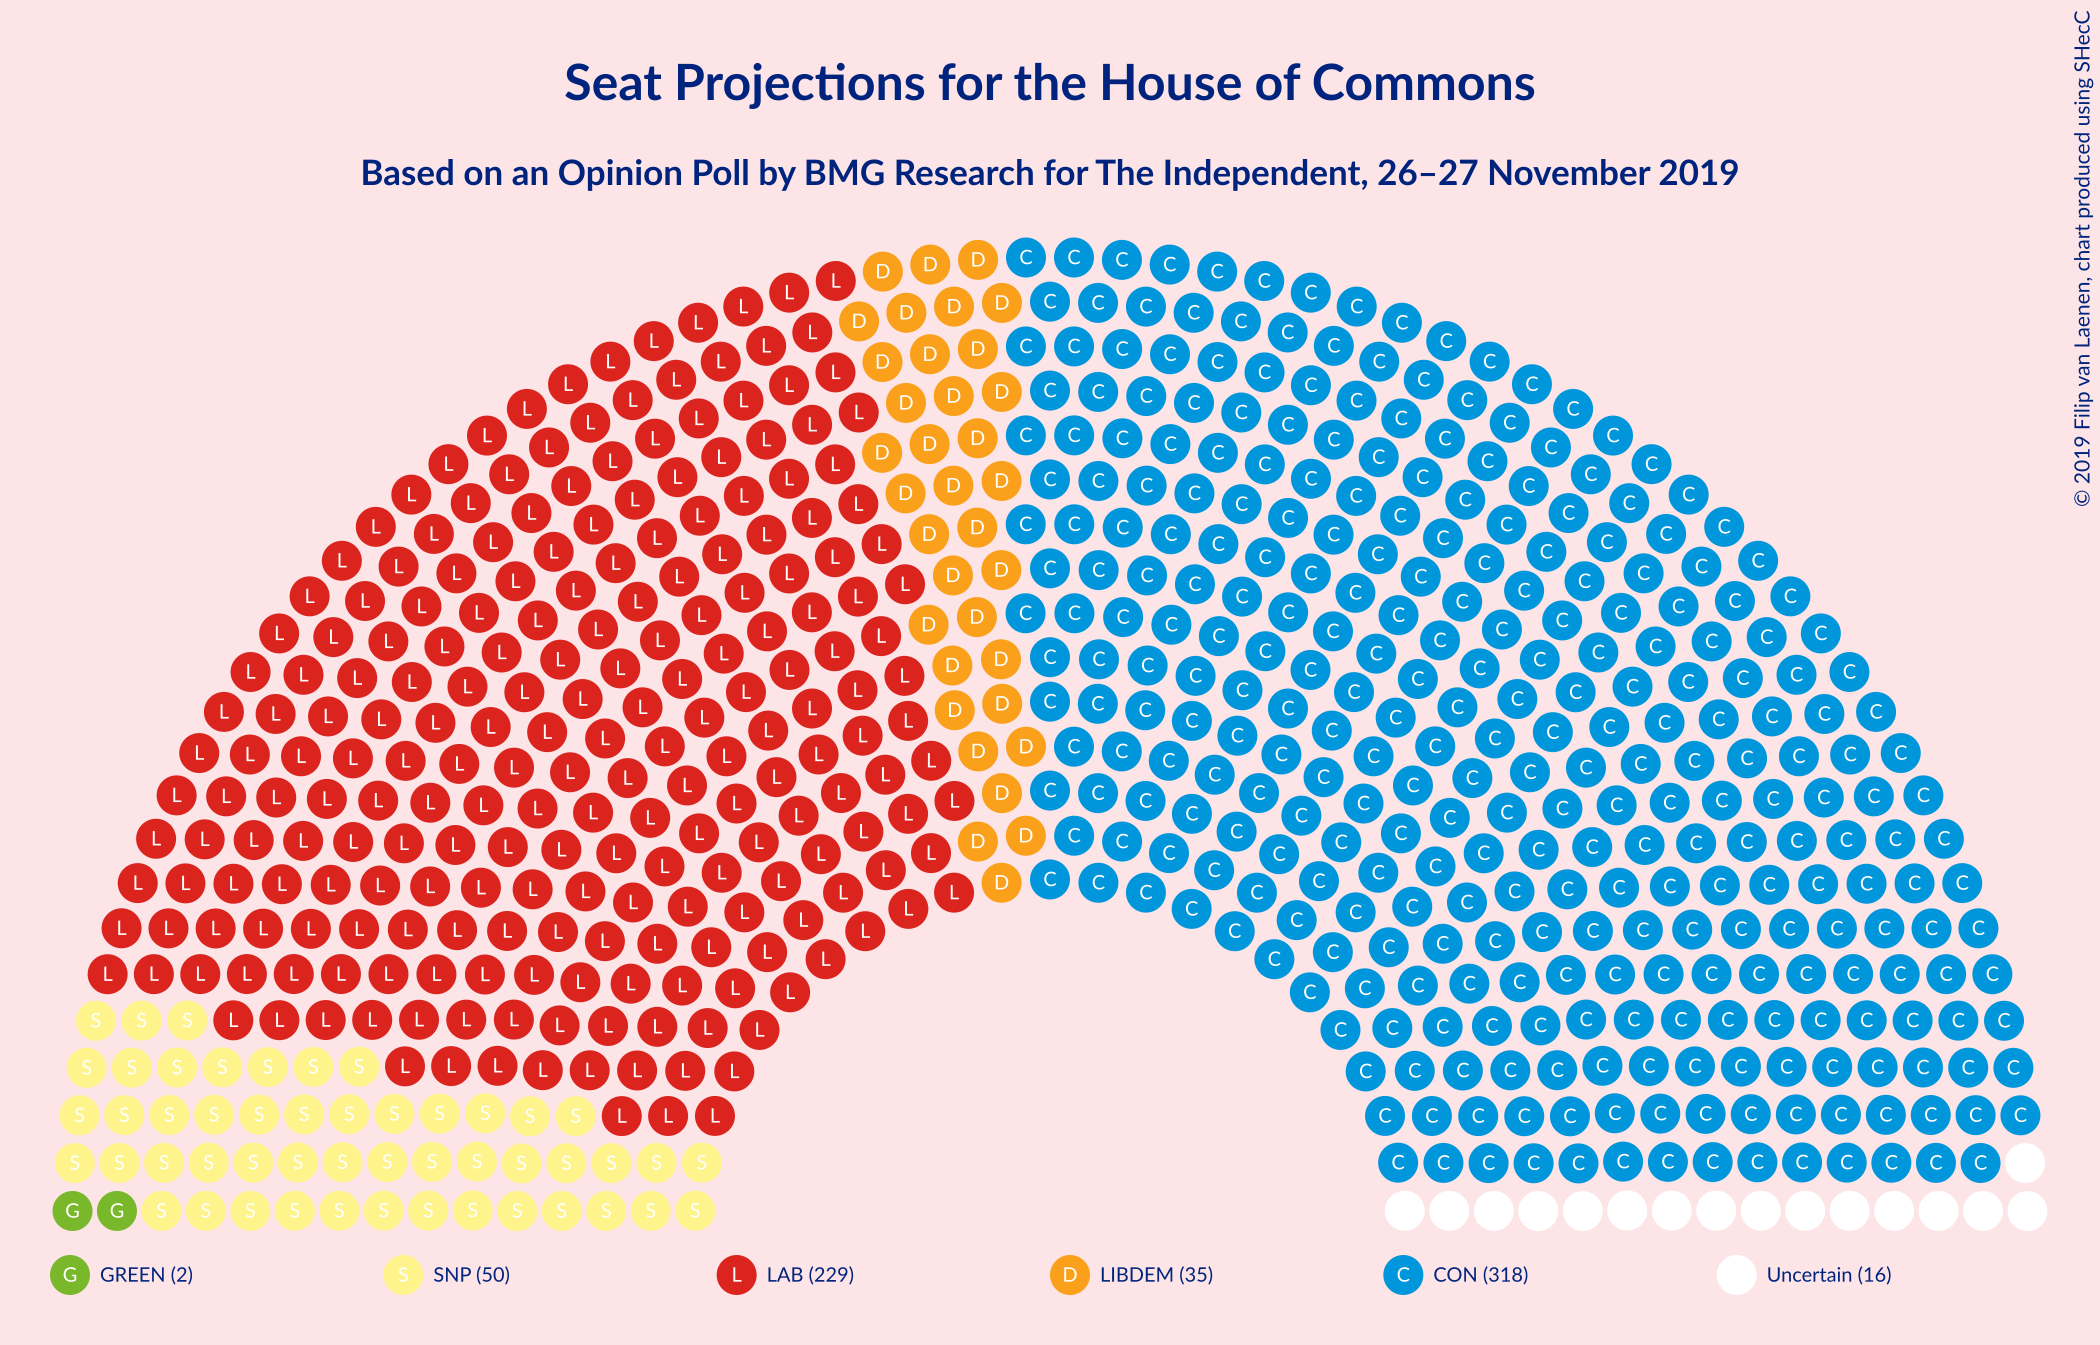 Seat Projections for the House of Commons
Based on an Opinion Poll by BMG Research for The Independent, 26–27 November 2019
© 2019 Filip van Laenen, chart produced using SHecC
G GREEN (2)
S SNP (50)
L LAB (229)
D LIBDEM (35)
C CON (318)
Uncertain (16)